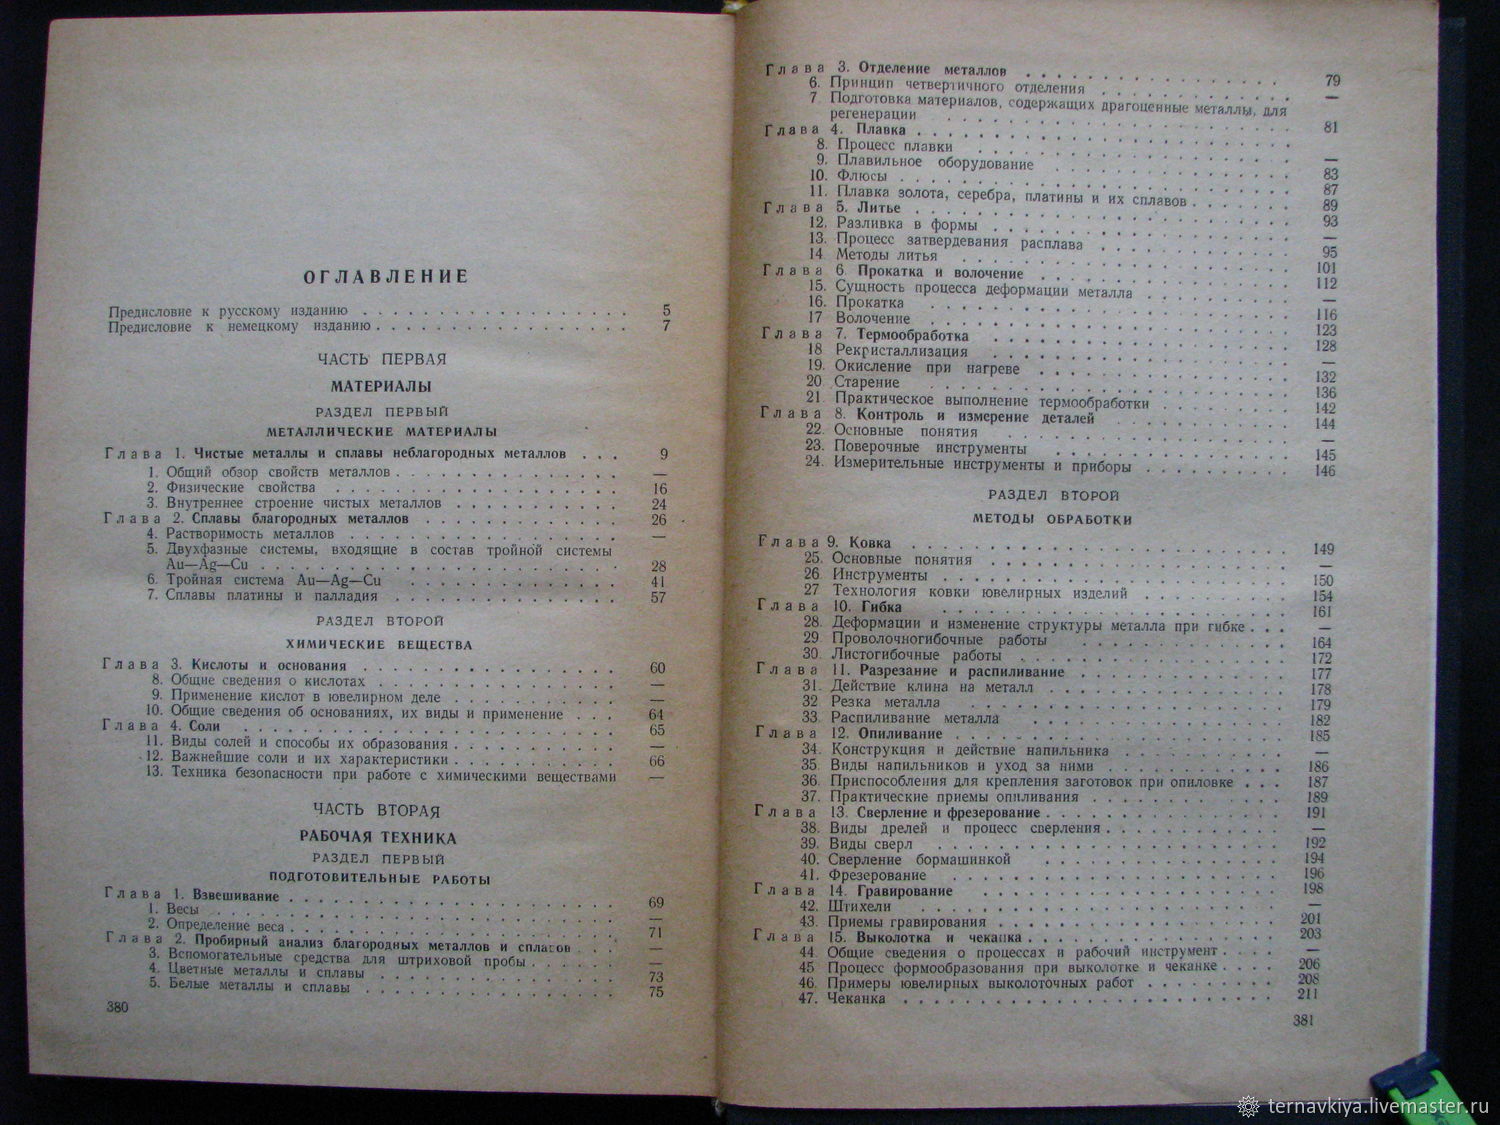 ОГЛАВЛЕНИЕ
Предисловие к русскому изданию . . . . . . . . . . . . . . . . . 5
Предисловие к немецкому изданию . . . . . . . . . . . . . . . . 7
ЧАСТЬ ПЕРВАЯ
МАТЕРИАЛЫ
РАЗДЕЛ ПЕРВЫЙ
МЕТАЛЛИЧЕСКИЕ МАТЕРИАЛЫ
Глава 1. Чистые металлы и сплавы неблагородных металлов . . . 9
1. Общий обзор свойств металлов . . . . . . . . . . . . —
2. Физические свойства . . . . . . . . . . . . . . . . 16
3. Внутреннее строение чистых металлов . . . . . . . . . 24
Глава 2. Сплавы благородных металлов . . . . . . . . . . . . 26
4. Растворимость металлов . . . . . . . . . . . . . . . —
5. Двухфазные системы, входящие в состав тройной системы
Au—Ag—Cu . . . . . . . . . . . . . . . . . . . . 28
6. Тройная система Au—Ag—Cu . . . . . . . . . . . . 41
7. Сплавы платины и палладия . . . . . . . . . . . . . 57
РАЗДЕЛ ВТОРОЙ
ХИМИЧЕСКИЕ ВЕЩЕСТВА
Глава 3. Кислоты и основания . . . . . . . . . . . . . . . 60
8. Общие сведения о кислотах . . . . . . . . . . . . . —
9. Применение кислот в ювелирном деле . . . . . . . . . —
10. Общие сведения об основаниях, их виды и применение . . . 64
Глава 4. Соли . . . . . . . . . . . . . . . . . . . . . . 65
11. Виды солей и способы их образования . . . . . . . . . —
12. Важнейшие соли и их характеристики . . . . . . . . . 66
13. Техника безопасности при работе с химическими веществами —
ЧАСТЬ ВТОРАЯ
РАБОЧАЯ ТЕХНИКА
РАЗДЕЛ ПЕРВЫЙ
ПОДГОТОВИТЕЛЬНЫЕ РАБОТЫ
Глава 1. Взвешивание . . . . . . . . . . . . . . . . . . . 69
1. Весы . . . . . . . . . . . . . . . . . . . . . . . —
2. Определение веса . . . . . . . . . . . . . . . . . . 71
Глава 2. Пробирный анализ благородных металлов и сплавов . . . —
3. Вспомогательные средства для штриховой пробы . . . . . —
4. Цветные металлы и сплавы . . . . . . . . . . . . . 73
5. Белые металлы и сплавы . . . . . . . . . . . . . . 75
380
Глава 3. Отделение металлов . . . . . . . . . . . . . . . 79
6. Принцип четвертичного отделения . . . . . . . . . . —
7 Подготовка материалов, содержащих драгоценные металлы, для
регенерации . . . . . . . . . . . . . . . . . . . 81
Глава 4. Плавка . . . . . . . . . . . . . . . . . . . . .
8. Процесс плавки . . . . . . . . . . . . . . . . . . —
9. Плавильное оборудование . . . . . . . . . . . . . . 83
10. Флюсы . . . . . . . . . . . . . . . . . . . . . 87
11. Плавка золота, серебра, платины и их сплавов . . . . . . 89
Глава 5. Литье . . . . . . . . . . . . . . . . . . . . . 93
12. Разливка в формы . . . . . . . . . . . . . . . . . —
13. Процесс затвердевания расплава . . . . . . . . . . . 95
14 Методы литья . . . . . . . . . . . . . . . . . . . 101
Глава 6 Прокатка и волочение . . . . . . . . . . . . . . . 112
15. Сущность процесса деформации металла . . . . . . . . —
16. Прокатка . . . . . . . . . . . . . . . . . . . . 116
17 Волочение . . . . . . . . . . . . . . . . . . . . 123
Глава 7. Термообработка . . . . . . . . . . . . . . . . . 128
18 Рекристаллизация . . . . . . . . . . . . . . . . . —
19. Окисление при нагреве . . . . . . . . . . . . . . . 132
20 Старение . . . . . . . . . . . . . . . . . . . . . 136
21 Практическое выполнение термообработки . . . . . . . . 142
Глава 8. Контроль и измерение деталей . . . . . . . . . . . 144
22. Основные понятия . . . . . . . . . . . . . . . . . —
23. Поверочные инструменты . . . . . . . . . . . . . . 145
24. Измерительные инструменты и приборы . . . . . . . . . 146
РАЗДЕЛ ВТОРОЙ
МЕТОДЫ ОБРАБОТКИ
Глава 9. Ковка . . . . . . . . . . . . . . . . . . . . . 149
25. Основные понятия . . . . . . . . . . . . . . . . . —
26 Инструменты . . . . . . . . . . . . . . . . . . . 150
27 Технология ковки ювелирных изделий . . . . . . . . . 154
Глава 10. Гибка . . . . . . . . . . . . . . . . . . . . . 161
28. Деформации и изменение структуры металла при гибке . . . —
29. Проволочногибочные работы . . . . . . . . . . . . . 164
30. Листогибочные работы . . . . . . . . . . . . . . . 172
Глава 11. Разрезание и распиливание . . . . . . . . . . . . 177
31. Действие клина на металл . . . . . . . . . . . . . . 178
32 Резка металла . . . . . . . . . . . . . . . . . . . 179
33. Распиливание металла . . . . . . . . . . . . . . . 182
Глава 12. Опиливание . . . . . . . . . . . . . . . . . . . 185
34. Конструкция и действие напильника . . . . . . . . . . —
35. Виды напильников и уход за ними . . . . . . . . . . 186
36. Приспособления для крепления заготовок при опиловке . . . 187
37. Практические приемы опиливания . . . . . . . . . . . 189
Глава 13. Сверление и фрезерование . . . . . . . . . . . . . 191
38. Виды дрелей и процесс сверления . . . . . . . . . . . —
39. Виды сверл . . . . . . . . . . . . . . . . . . . 192
40. Сверление бормашинкой . . . . . . . . . . . . . . 194
41. Фрезерование . . . . . . . . . . . . . . . . . . . 196
Глава 14. Гравирование . . . . . . . . . . . . . . . . . . 198
42. Штихели . . . . . . . . . . . . . . . . . . . . . —
43. Приемы гравирования . . . . . . . . . . . . . . . . 201
Глава 15. Выколотка и чеканка . . . . . . . . . . . . . . . 203
44 Общие сведения о процессах и рабочий инструмент . . . . —
45 Процесс формообразования при выколотке и чеканке . . . . 206
46. Примеры ювелирных выколоточных работ . . . . . . . . 208
47. Чеканка . . . . . . . . . . . . . . . . . . . . . 211
381
ternavkiya.livemaster.ru